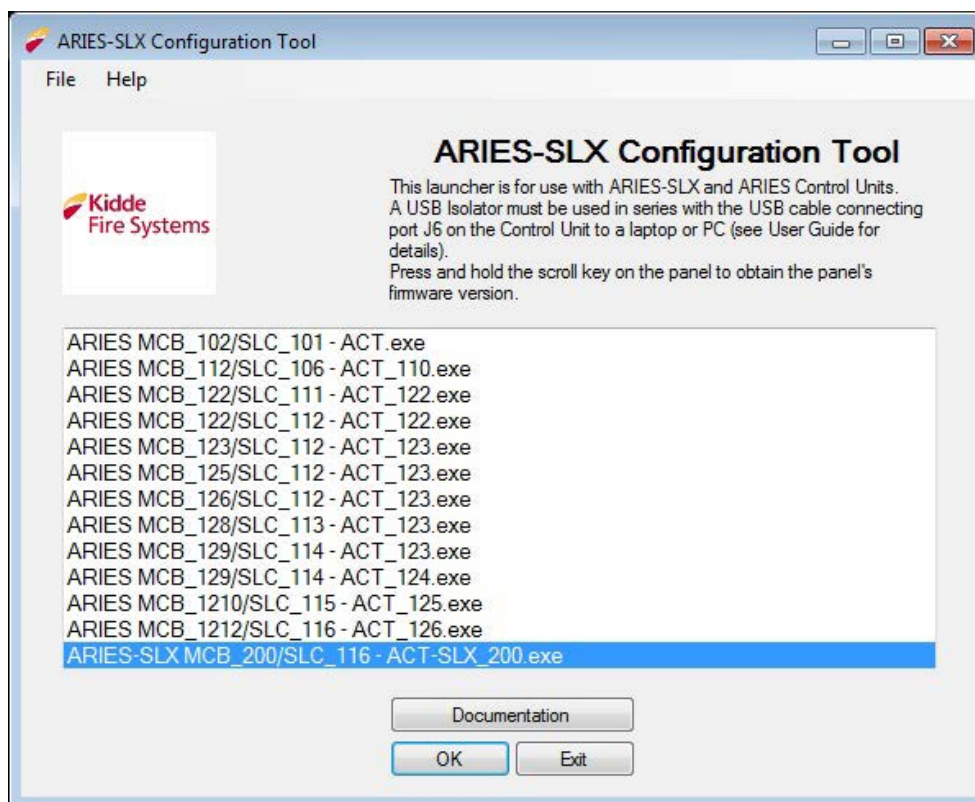 ARIES-SLX Configuration Tool
File Help
Kidde
Fire Systems
ARIES-SLX Configuration Tool
This launcher is for use with ARIES-SLX and ARIES Control Units.
A USB Isolator must be used in series with the USB cable connecting
port J6 on the Control Unit to a laptop or PC (see User Guide for
details).
Press and hold the scroll key on the panel to obtain the panel's
firmware version.
ARIES MCB_102/SLC_101 - ACT.exe
ARIES MCB_112/SLC_106 - ACT_110.exe
ARIES MCB_122/SLC_111 - ACT_122.exe
ARIES MCB_122/SLC_112 - ACT_122.exe
ARIES MCB_123/SLC_112 - ACT_123.exe
ARIES MCB_125/SLC_112 - ACT_123.exe
ARIES MCB_126/SLC_112 - ACT_123.exe
ARIES MCB_128/SLC_113 - ACT_123.exe
ARIES MCB_129/SLC_114 - ACT_123.exe
ARIES MCB_129/SLC_114 - ACT_124.exe
ARIES MCB_1210/SLC_115 - ACT_125.exe
ARIES MCB_1212/SLC_116 - ACT_126.exe
ARIES-SLX MCB_200/SLC_116 - ACT-SLX_200.exe
Documentation
OK Exit